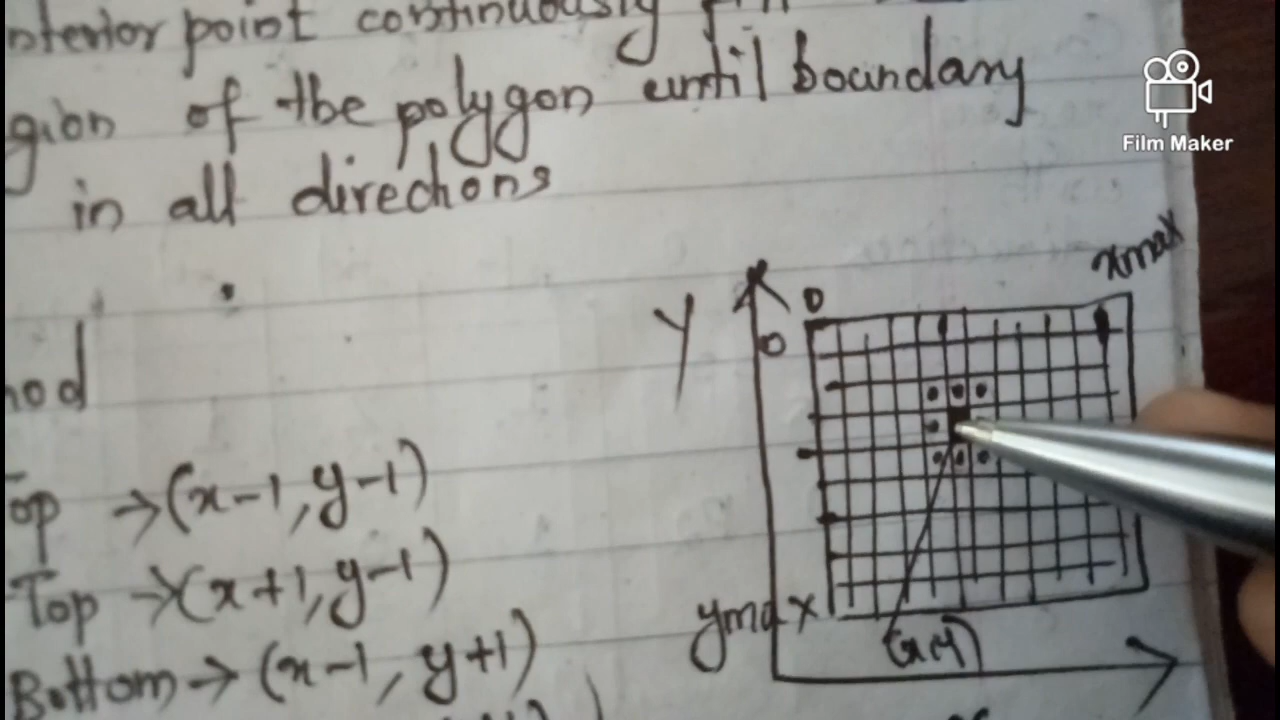 interior point continuously
gion of the polygon until boundary
in all directions
Film Maker
hod
xmax
Y
0
0
Top → (x-1, y-1)
Top → (x+1, y-1)
Bottom → (x-1, y+1)
ymax
(x,y)